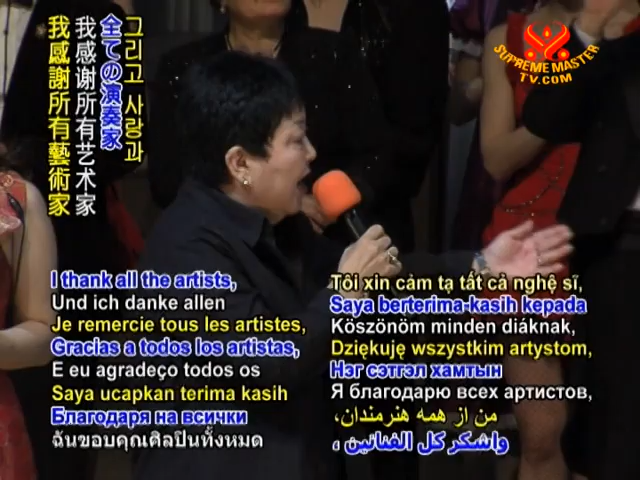 그리고 사랑과
全ての演奏家
我感谢所有艺术家
我感謝所有藝術家
SUPREME MASTER
TV.COM
I thank all the artists,
Und ich danke allen
Je remercie tous les artistes,
Gracias a todos los artistas,
E eu agradeço todos os
Saya ucapkan terima kasih
Благодаря на всички
ฉันขอบคุณศิลปินทั้งหมด
Tôi xin cảm tạ tất cả nghệ sĩ,
Saya berterima-kasih kepada
Köszönöm minden diáknak,
Dziękuję wszystkim artystom,
Нэг сэтгэл хамтын
Я благодарю всех артистов,
من از همه هنرمندان،
واشكر كل الفنانين ،